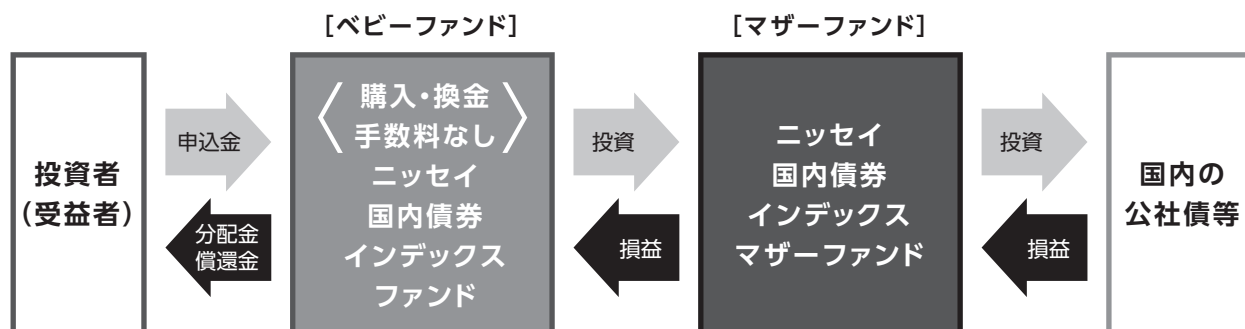 [ベビーファンド]
[マザーファンド]
投資者
(受益者)
申込金
分配金
償還金
〈購入・換金
手数料なし〉
ニッセイ
国内債券
インデックス
ファンド
投資
損益
ニッセイ
国内債券
インデックス
マザーファンド
投資
損益
国内の
公社債等